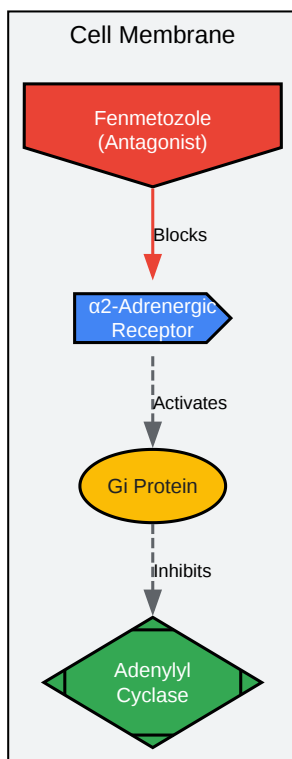 Cell Membrane
Fenmetozole
(Antagonist)
Blocks
α2-Adrenergic
Receptor
Activates
Gi Protein
Inhibits
Adenylyl
Cyclase